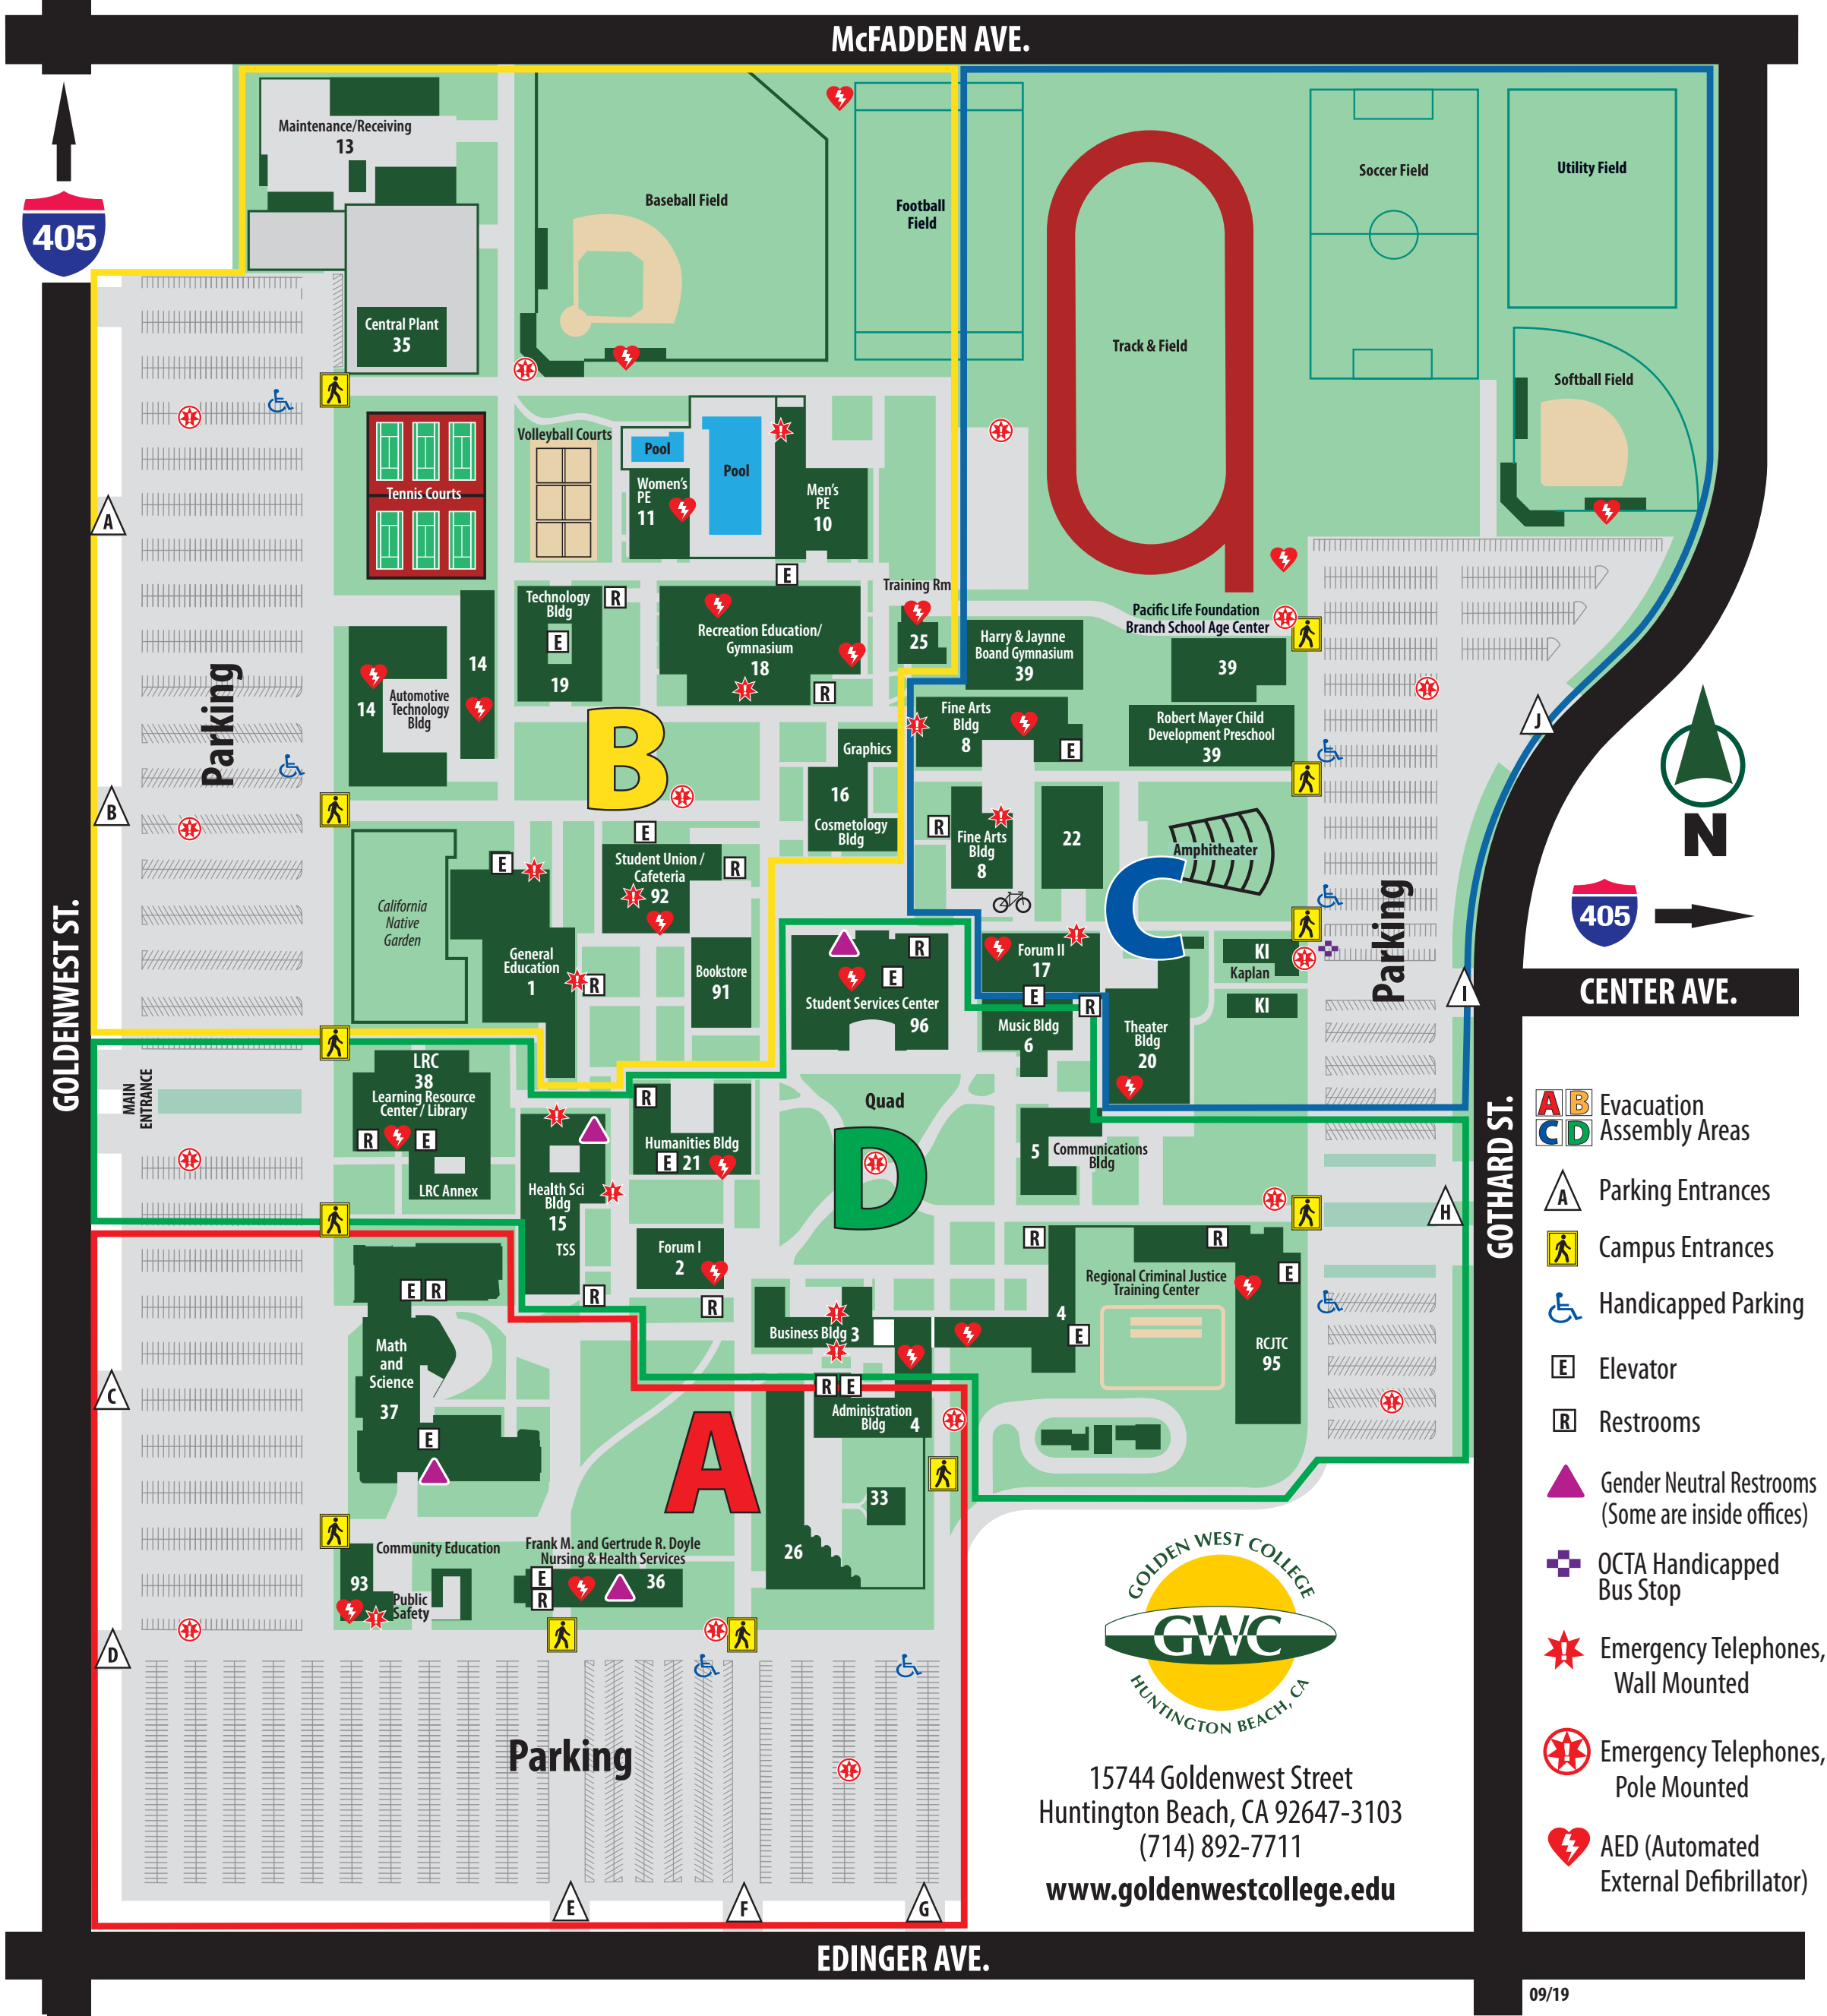 McFADDEN AVE.
405
Maintenance/Receiving
13
Baseball Field
Football
Field
Soccer Field
Utility Field
Track & Field
Softball Field
Central Plant
35
Tennis Courts
Volleyball Courts
Pool
Pool
Women's
PE
11
Men's
PE
10
E
Training Rm
25
Technology
Bldg
E
19
R
Recreation Education/
Gymnasium
18
R
Pacific Life Foundation
Branch School Age Center
39
Harry & Jaynne
Board Gymnasium
39
Robert Mayer Child
Development Preschool
39
Fine Arts
Bldg
8
E
14
14
Automotive
Technology
Bldg
Parking
A
B
B
Graphics
16
Cosmetology
Bldg
R
Fine Arts
Bldg
8
22
Amphitheater
C
J
N
405
Parking
California
Native
Garden
E
E
Student Union /
Cafeteria
92
R
General
Education
1
R
Bookstore
91
R
E
Student Services Center
96
Forum II
17
E
R
Music Bldg
6
Theater
Bldg
20
KI
Kaplan
KI
I
CENTER AVE.
GOLDENWEST ST.
MAIN
ENTRANCE
LRC
38
Learning Resource
Center / Library
R
E
LRC Annex
R
Humanities Bldg
E
21
Health Sci
Bldg
15
TSS
R
Forum I
2
R
Quad
D
5
Communications
Bldg
H
GOTHARD ST.
R
R
E
Regional Criminal Justice
Training Center
4
E
RCJTC
95
Business Bldg 3
R
E
Administration
Bldg
4
E
R
Math
and
Science
37
E
C
A
33
26
Community Education
93
Public
Safety
Frank M. and Gertrude R. Doyle
Nursing & Health Services
E
R
36
D
Parking
E
F
G
EDINGER AVE.
GOLDEN WEST COLLEGE
GWC
HUNTINGTON BEACH, CA
15744 Goldenwest Street
Huntington Beach, CA 92647-3103
(714) 892-7711
www.goldenwestcollege.edu
A B
C D
Evacuation
Assembly Areas
A
Parking Entrances
Campus Entrances
Handicapped Parking
E
Elevator
R
Restrooms
Gender Neutral Restrooms
(Some are inside offices)
OCTA Handicapped
Bus Stop
Emergency Telephones,
Wall Mounted
Emergency Telephones,
Pole Mounted
AED (Automated
External Defibrillator)
09/19